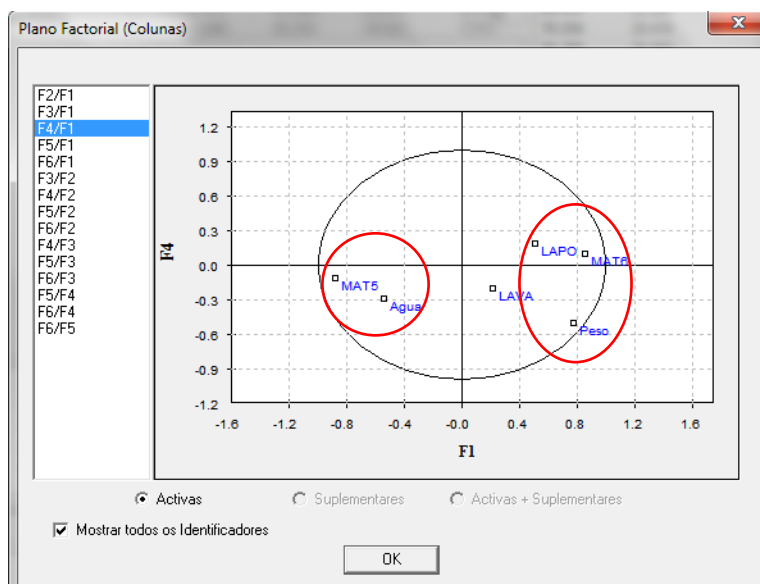 Plano Factorial (Colunas)
F2/F1
F3/F1
F4/F1
F5/F1
F6/F1
F3/F2
F4/F2
F5/F2
F6/F2
F4/F3
F5/F3
F6/F3
F5/F4
F6/F4
F6/F5
1.2
0.9
0.6
0.3
0.0
-0.3
-0.6
-0.9
-1.2
F4
LAPO
MAT6
MAT5
Agua
LAVA
Peso
-1.6
-1.2
-0.8
-0.4
-0.0
0.4
0.8
1.2
1.6
F1
Activas
Suplementares
Activas + Suplementares
Mostrar todos os Identificadores
OK